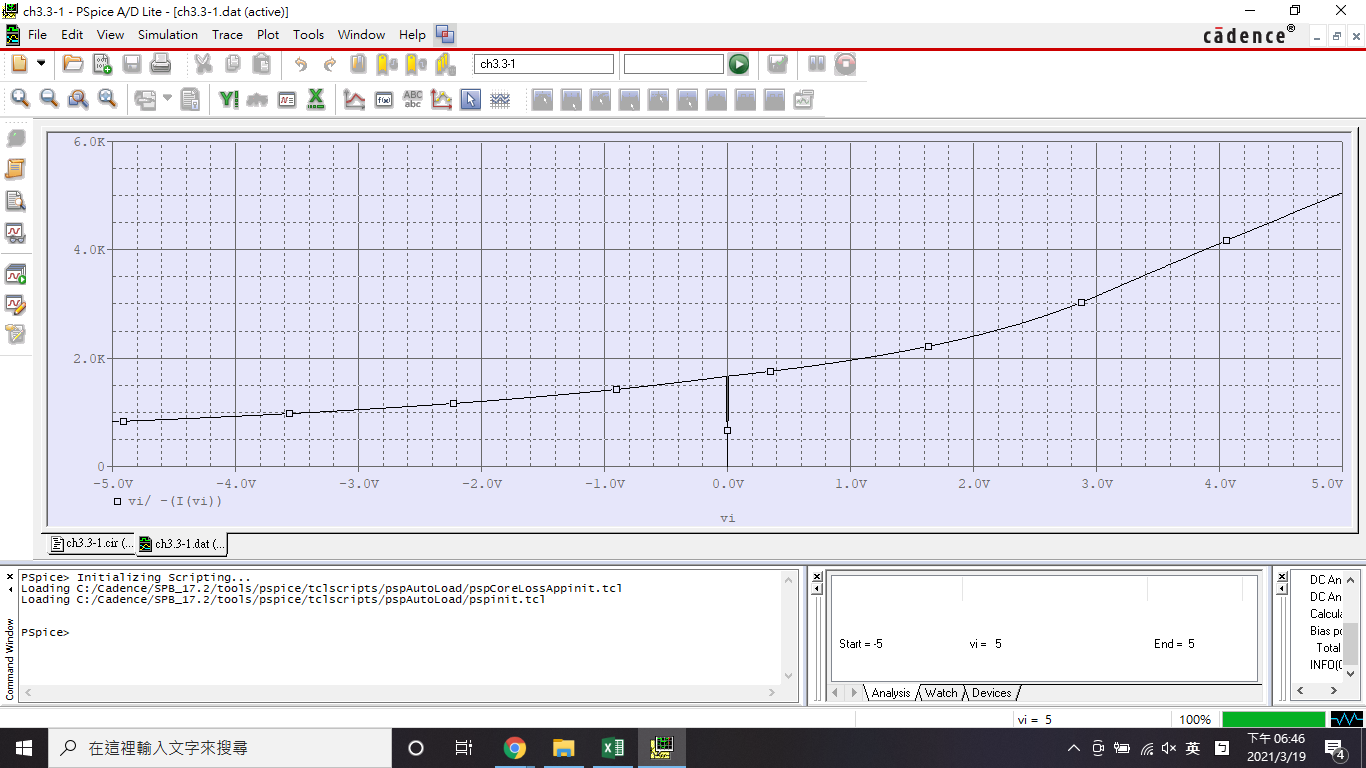 ch3.3-1 - PSpice A/D Lite - [ch3.3-1.dat (active)]
File Edit View Simulation Trace Plot Tools Window Help
cādence®
ch3.3-1
ABC
abc
6.0K
4.0K
2.0K
0
-5.0V -4.0V -3.0V -2.0V -1.0V 0.0V 1.0V 2.0V 3.0V 4.0V 5.0V
vi/ -(I(vi))
vi
ch3.3-1.cir (... ch3.3-1.dat (...
PSpice> Initializing Scripting...
Loading C:/Cadence/SPB_17.2/tools/pspice/tclscripts/pspAutoLoad/pspCoreLossAppinit.tcl
Loading C:/Cadence/SPB_17.2/tools/pspice/tclscripts/pspAutoLoad/pspinit.tcl
PSpice>
Command Window
Start = -5 vi = 5 End = 5
Analysis Watch Devices
DC An
DC An
Calcula
Bias po
Total
INFO(O
vi = 5 100%
在這裡輸入文字來搜尋
英
下午 06:46
2021/3/19
4